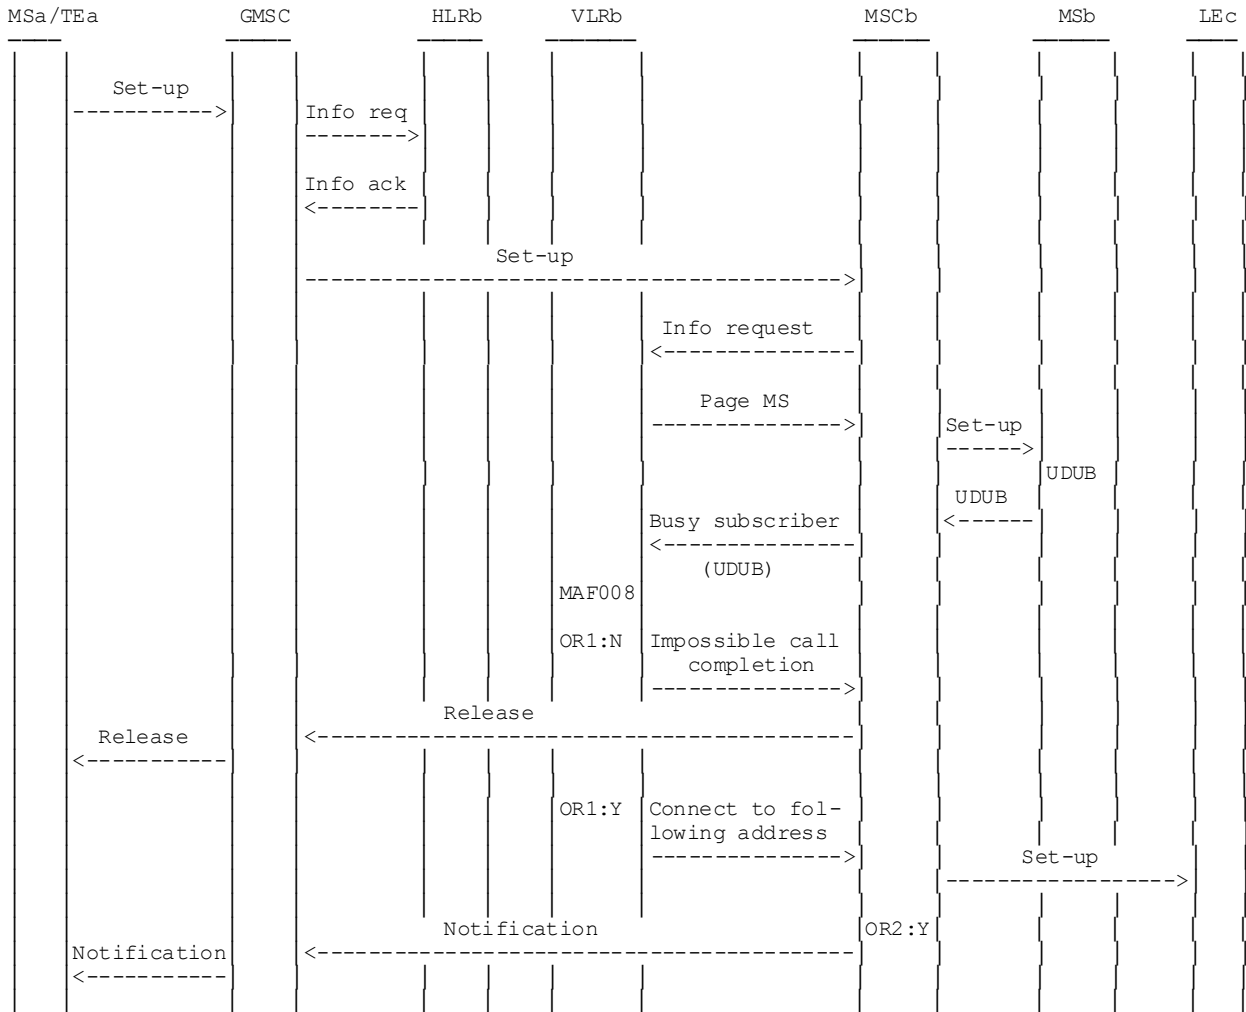 MSa/TEa GMSC HLRb VLRb MSCb MSb LEc
Set-up
Info req
Info ack
Set-up
Info request
Page MS
Set-up
UDUB
UDUB
Busy subscriber
(UDUB)
MAF008
OR1:N Impossible call
completion
Release
Release
OR1:Y Connect to fol-
lowing address
Set-up
Notification OR2:Y
Notification